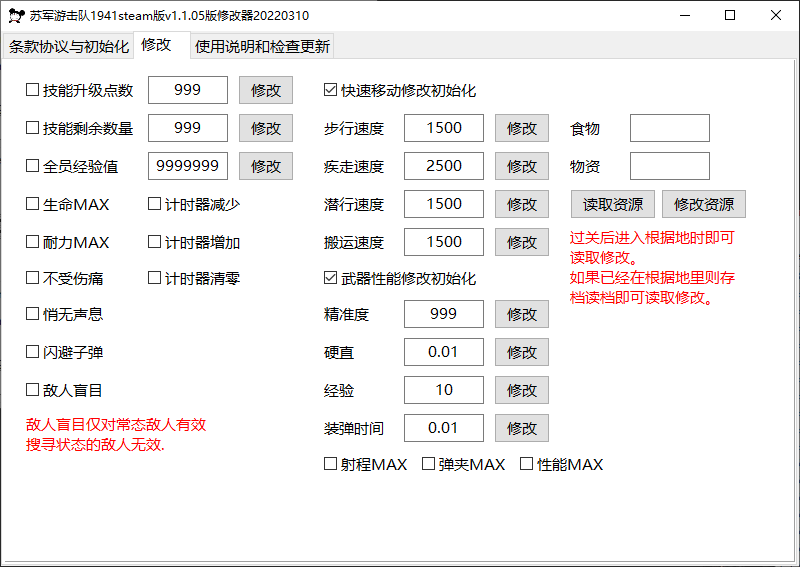 苏军游击队1941steam版v1.1.05版修改器20220310
条款协议与初始化 修改 使用说明和检查更新
技能升级点数 999 修改
技能剩余数量 999 修改
全员经验值 9999999 修改
生命MAX 计时器减少
耐力MAX 计时器增加
不受伤痛 计时器清零
悄无声息
闪避子弹
敌人盲目
敌人盲目仅对常态敌人有效
搜寻状态的敌人无效.
快速移动修改初始化
步行速度 1500 修改
疾走速度 2500 修改
潜行速度 1500 修改
搬运速度 1500 修改
武器性能修改初始化
精准度 999 修改
硬直 0.01 修改
经验 10 修改
装弹时间 0.01 修改
射程MAX 弹夹MAX 性能MAX
食物
物资
读取资源 修改资源
过关后进入根据地时即可
读取修改。
如果已经在根据地里则存
档读档即可读取修改。